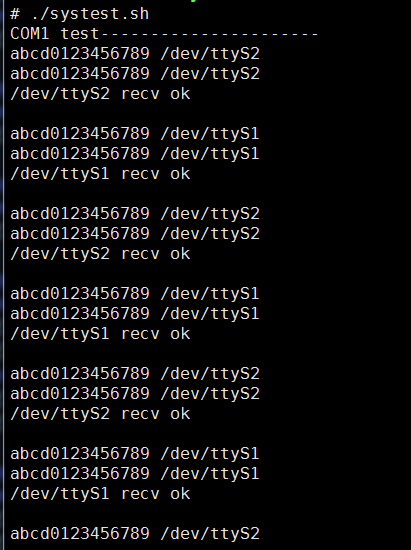 # ./systest.sh
COM1 test----------------------
abcd0123456789 /dev/ttyS2
abcd0123456789 /dev/ttyS2
/dev/ttyS2 recv ok
abcd0123456789 /dev/ttyS1
abcd0123456789 /dev/ttyS1
/dev/ttyS1 recv ok
abcd0123456789 /dev/ttyS2
abcd0123456789 /dev/ttyS2
/dev/ttyS2 recv ok
abcd0123456789 /dev/ttyS1
abcd0123456789 /dev/ttyS1
/dev/ttyS1 recv ok
abcd0123456789 /dev/ttyS2
abcd0123456789 /dev/ttyS2
/dev/ttyS2 recv ok
abcd0123456789 /dev/ttyS1
abcd0123456789 /dev/ttyS1
/dev/ttyS1 recv ok
abcd0123456789 /dev/ttyS2